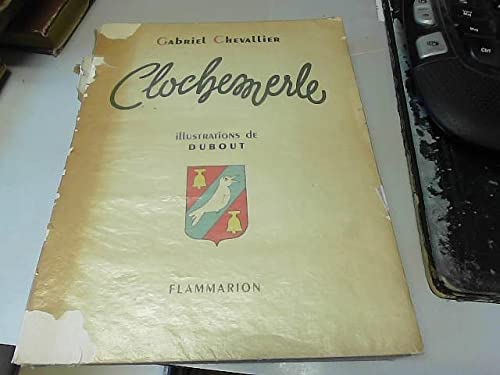 Gabriel Chevallier
Clochemerle
illustrations de
DUBOUT
FLAMMARION